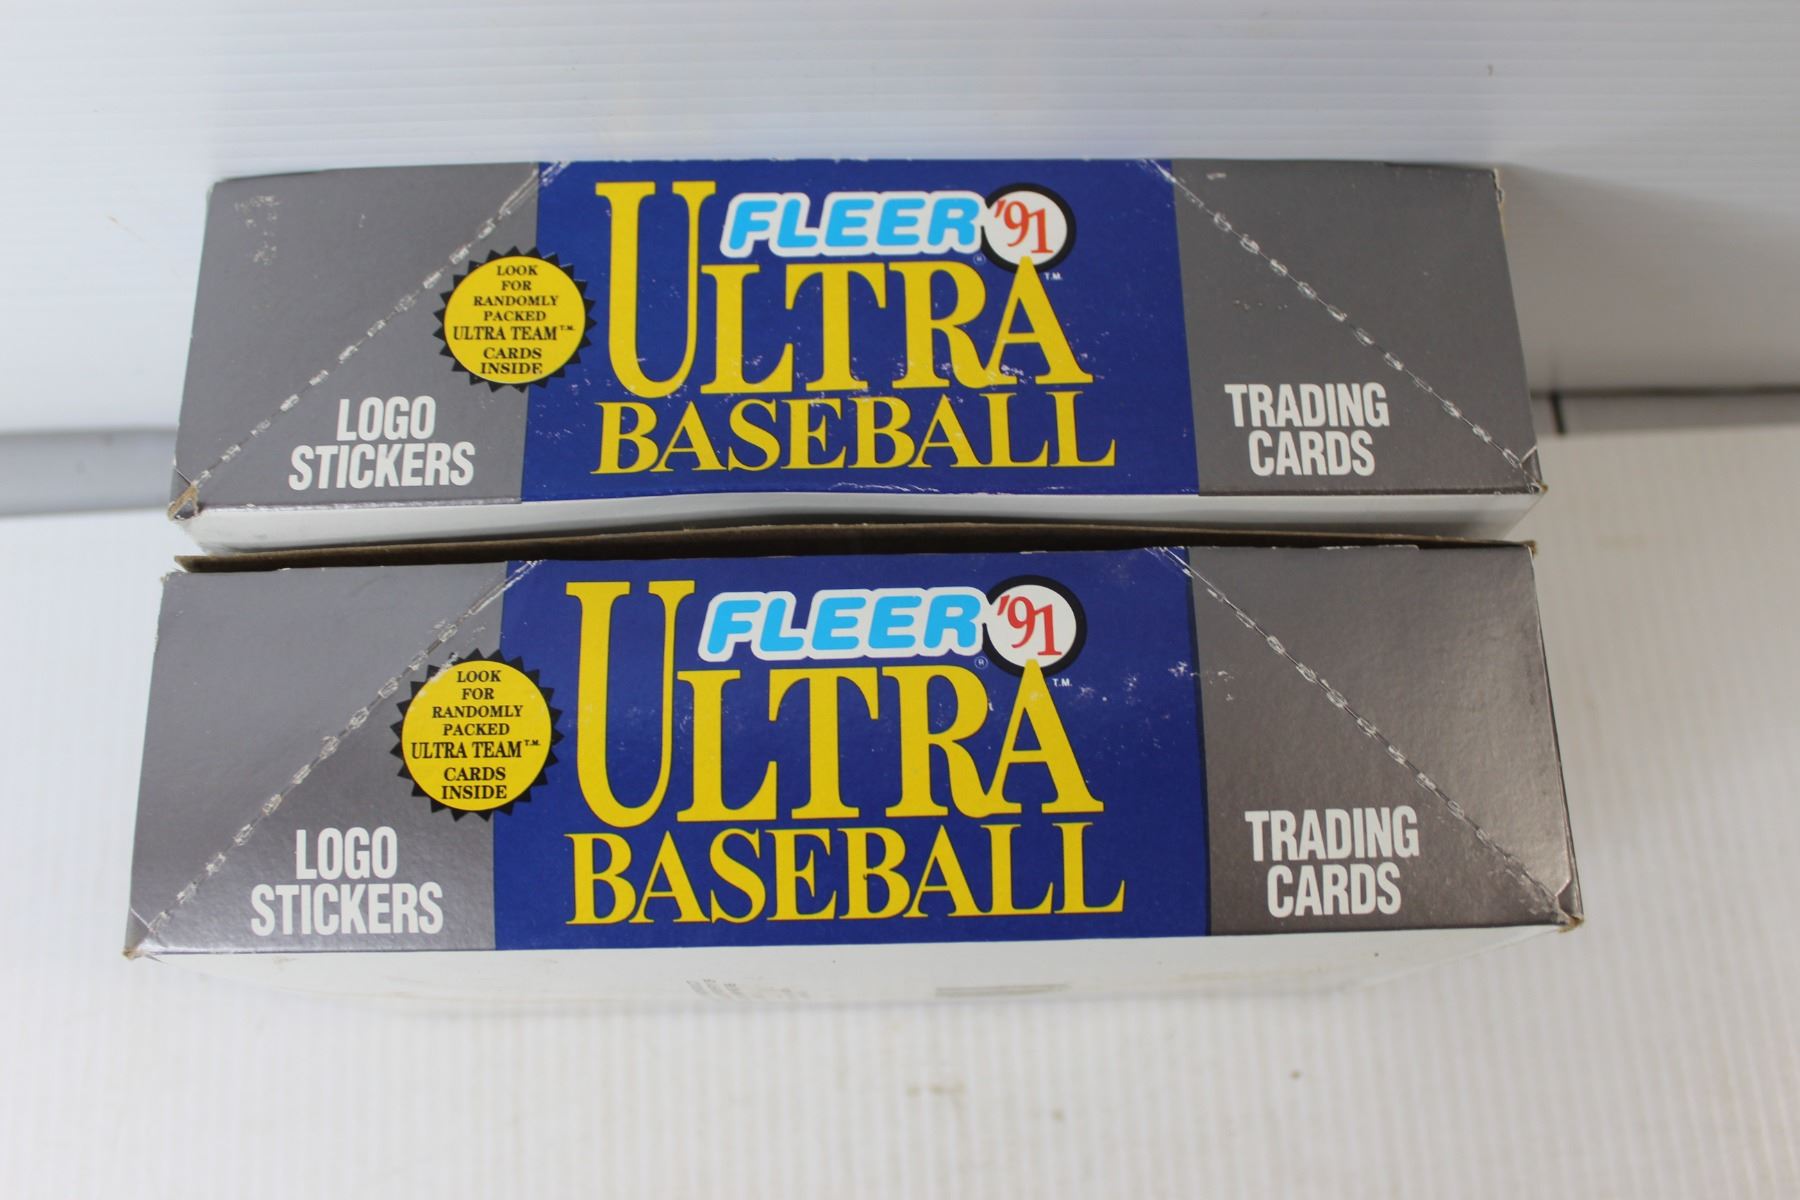 FLEER® '91
ULTRA T.M.
BASEBALL
LOOK
FOR
RANDOMLY
PACKED
ULTRA TEAM T.M.
CARDS
INSIDE
LOGO
STICKERS
TRADING
CARDS
FLEER® '91
ULTRA T.M.
BASEBALL
LOOK
FOR
RANDOMLY
PACKED
ULTRA TEAM T.M.
CARDS
INSIDE
LOGO
STICKERS
TRADING
CARDS